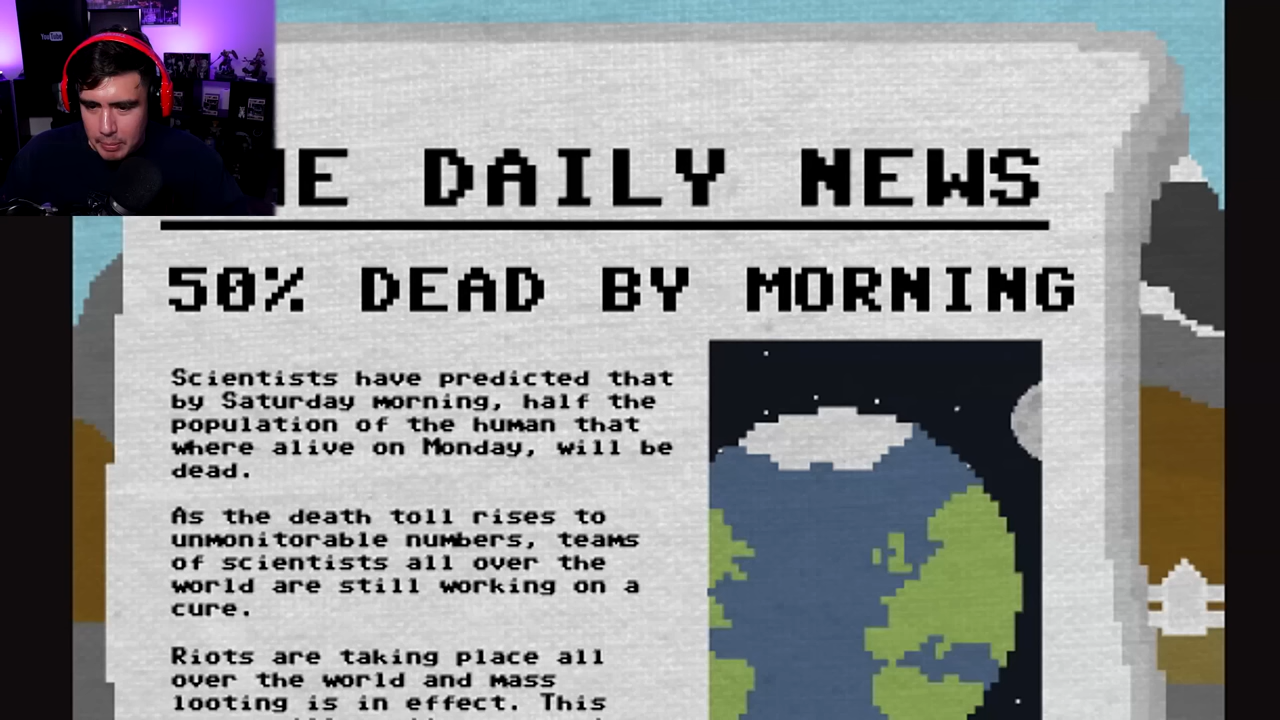 YouTube
HE DAILY NEWS
50% DEAD BY MORNING
Scientists have predicted that
by Saturday morning, half the
population of the human that
where alive on Monday, will be
dead.
As the death toll rises to
unmonitorable numbers, teams
of scientists all over the
world are still working on a
cure.
Riots are taking place all
over the world and mass
looting is in effect. This